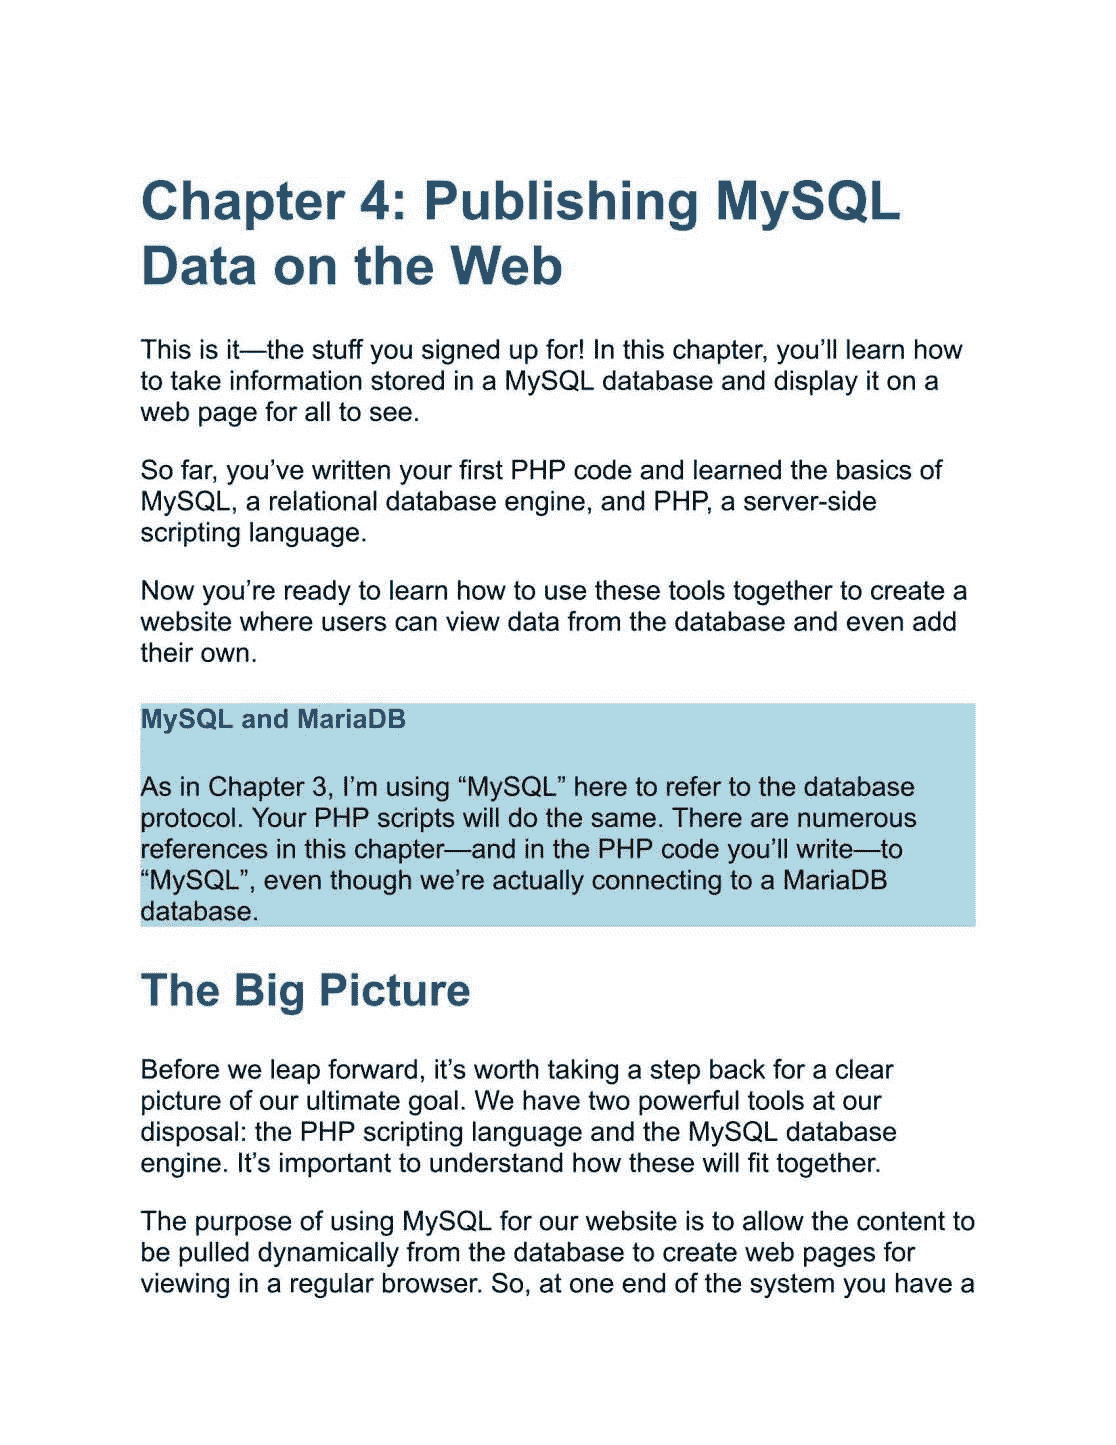 Chapter 4: Publishing MySQL
Data on the Web
This is it—the stuff you signed up for! In this chapter, you’ll learn how
to take information stored in a MySQL database and display it on a
web page for all to see.
So far, you’ve written your first PHP code and learned the basics of
MySQL, a relational database engine, and PHP, a server-side
scripting language.
Now you’re ready to learn how to use these tools together to create a
website where users can view data from the database and even add
their own.
MySQL and MariaDB
As in Chapter 3, I’m using “MySQL” here to refer to the database
protocol. Your PHP scripts will do the same. There are numerous
references in this chapter—and in the PHP code you’ll write—to
“MySQL”, even though we’re actually connecting to a MariaDB
database.
The Big Picture
Before we leap forward, it’s worth taking a step back for a clear
picture of our ultimate goal. We have two powerful tools at our
disposal: the PHP scripting language and the MySQL database
engine. It’s important to understand how these will fit together.
The purpose of using MySQL for our website is to allow the content to
be pulled dynamically from the database to create web pages for
viewing in a regular browser. So, at one end of the system you have a